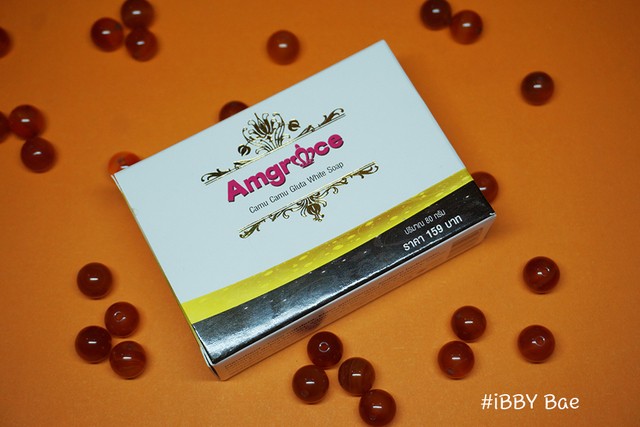 Amgrace
Camu Camu Gluta White Soap
ปริมาณ 80 กรัม
ราคา 159 บาท
#iBBY Bae